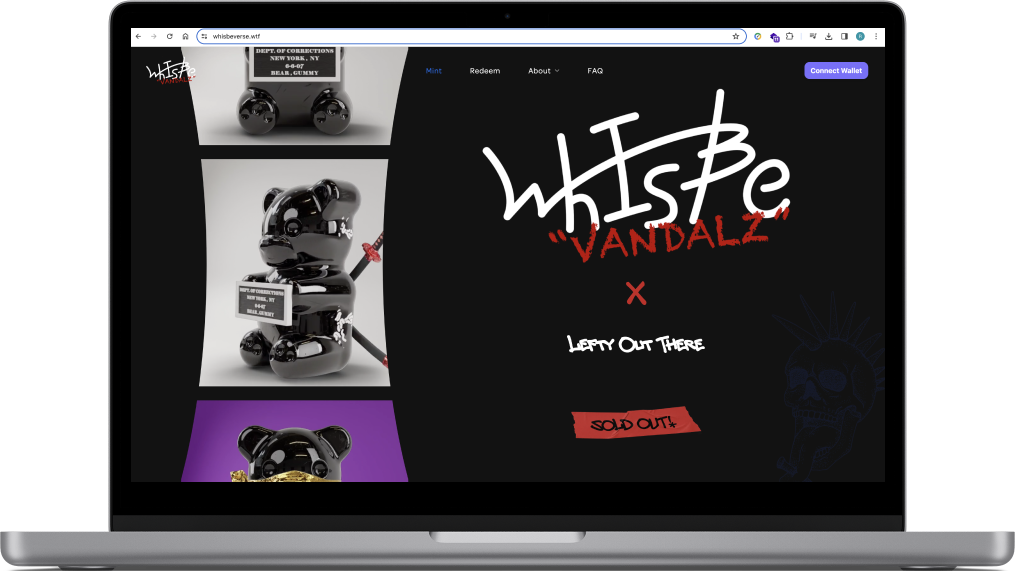 whisbeverse.wtf
WhIsBe
"VANDALZ"
Mint
Redeem
About
FAQ
Connect Wallet
DEPT. OF CORRECTIONS
NEW YORK, NY
6-6-07
BEAR, GUMMY
WhIsBe
"VANDALZ"
X
LEFTY OUT THERE
DEPT. OF CORRECTIONS
NEW YORK, NY
6-6-07
BEAR, GUMMY
SOLD OUT!